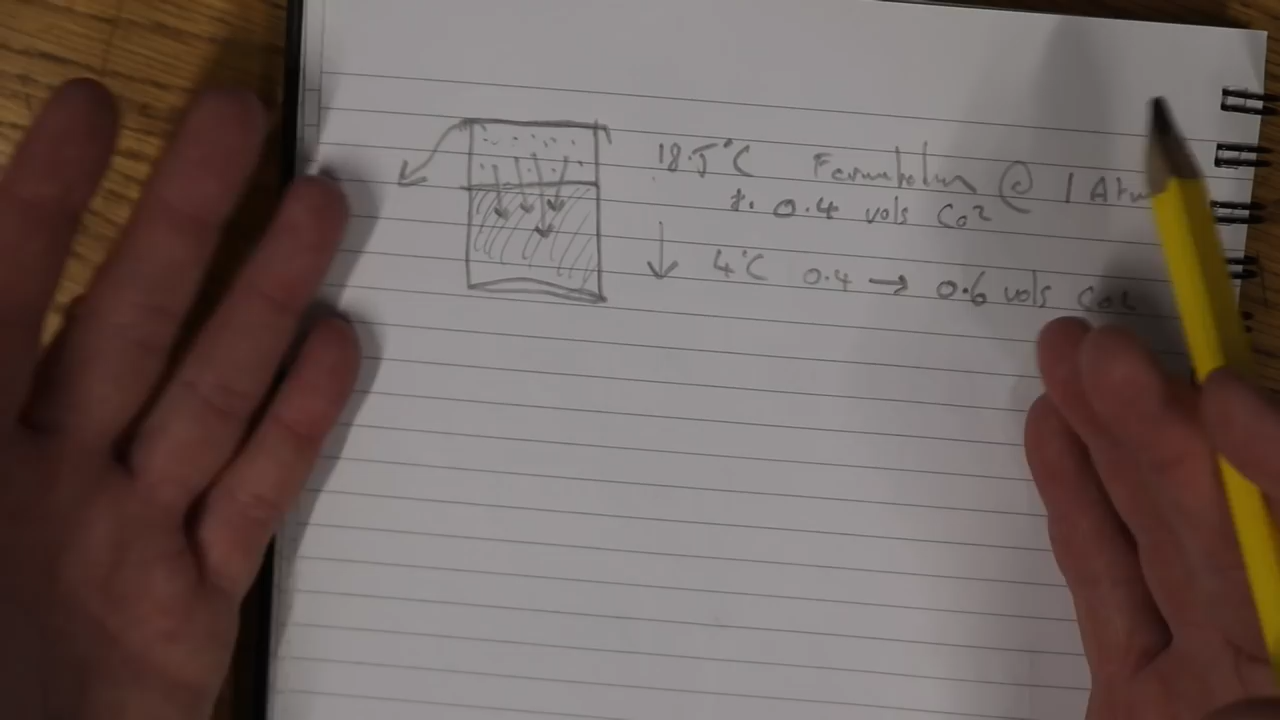 18.5°C Fermentation @ 1 Atm
0.4 vols Co2
↓ 4°C 0.4 → 0.6 vols Co2